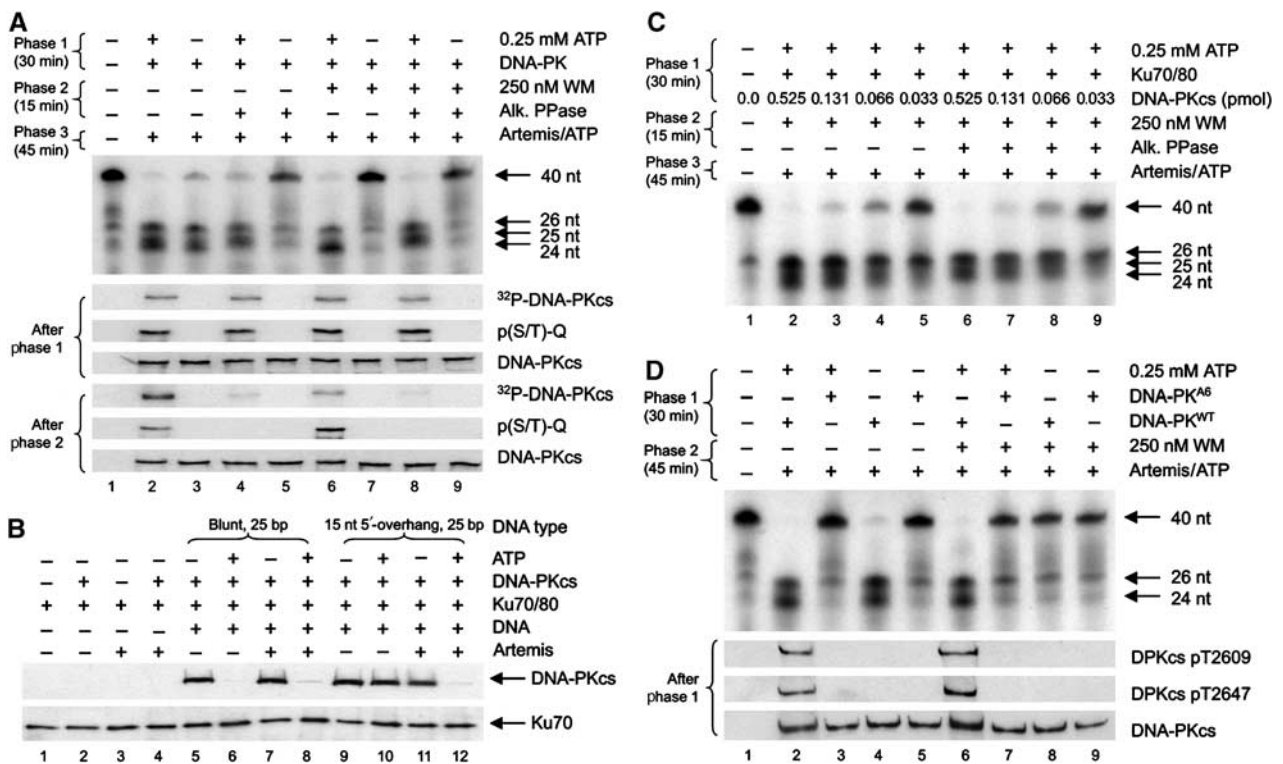 A
Phase 1 (30 min) – + – + – + – + – 0.25 mM ATP
– + + + + + + + + DNA-PK
Phase 2 (15 min) – – – – – + + + + 250 nM WM
– – – + + – – + + Alk. PPase
Phase 3 (45 min) – + + + + + + + + Artemis/ATP
40 nt
26 nt
25 nt
24 nt
After phase 1
32P-DNA-PKcs
p(S/T)-Q
DNA-PKcs
After phase 2
32P-DNA-PKcs
p(S/T)-Q
DNA-PKcs
1 2 3 4 5 6 7 8 9
B
Blunt, 25 bp 15 nt 5′-overhang, 25 bp DNA type
– – – – – + – + – + – + ATP
– + – + + + + + + + + + DNA-PKcs
+ + + + + + + + + + + + Ku70/80
– – – – + + + + + + + + DNA
– – + + – – + + – – + + Artemis
DNA-PKcs
Ku70
1 2 3 4 5 6 7 8 9 10 11 12
C
Phase 1 (30 min) – + + + + + + + + 0.25 mM ATP
– + + + + + + + + Ku70/80
0.0 0.525 0.131 0.066 0.033 0.525 0.131 0.066 0.033 DNA-PKcs (pmol)
Phase 2 (15 min) – + + + + + + + + 250 nM WM
– – – – – + + + + Alk. PPase
Phase 3 (45 min) – + + + + + + + + Artemis/ATP
40 nt
26 nt
25 nt
24 nt
1 2 3 4 5 6 7 8 9
D
Phase 1 (30 min) – + + – – + + – – 0.25 mM ATP
– – + – + – + – + DNA-PKA6
– + – + – + – + – DNA-PKWT
Phase 2 (45 min) – – – – – + + + + 250 nM WM
– + + + + + + + + Artemis/ATP
40 nt
26 nt
24 nt
After phase 1
DPKcs pT2609
DPKcs pT2647
DNA-PKcs
1 2 3 4 5 6 7 8 9